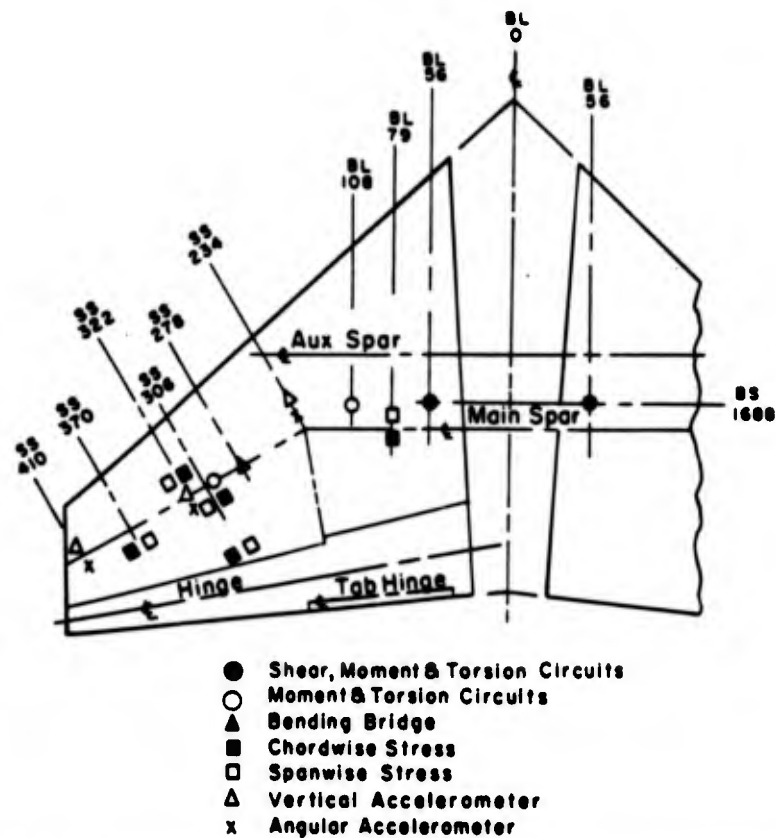 BL
0
BL
56
BL
56
BL
79
BL
108
SS
234
SS
322
SS
278
SS
306
SS
370
SS
410
Aux Spar
BS
1688
Main Spar
Hinge
Tab Hinge
Shear, Moment & Torsion Circuits
Moment & Torsion Circuits
Bending Bridge
Chordwise Stress
Spanwise Stress
Vertical Accelerometer
x Angular Accelerometer